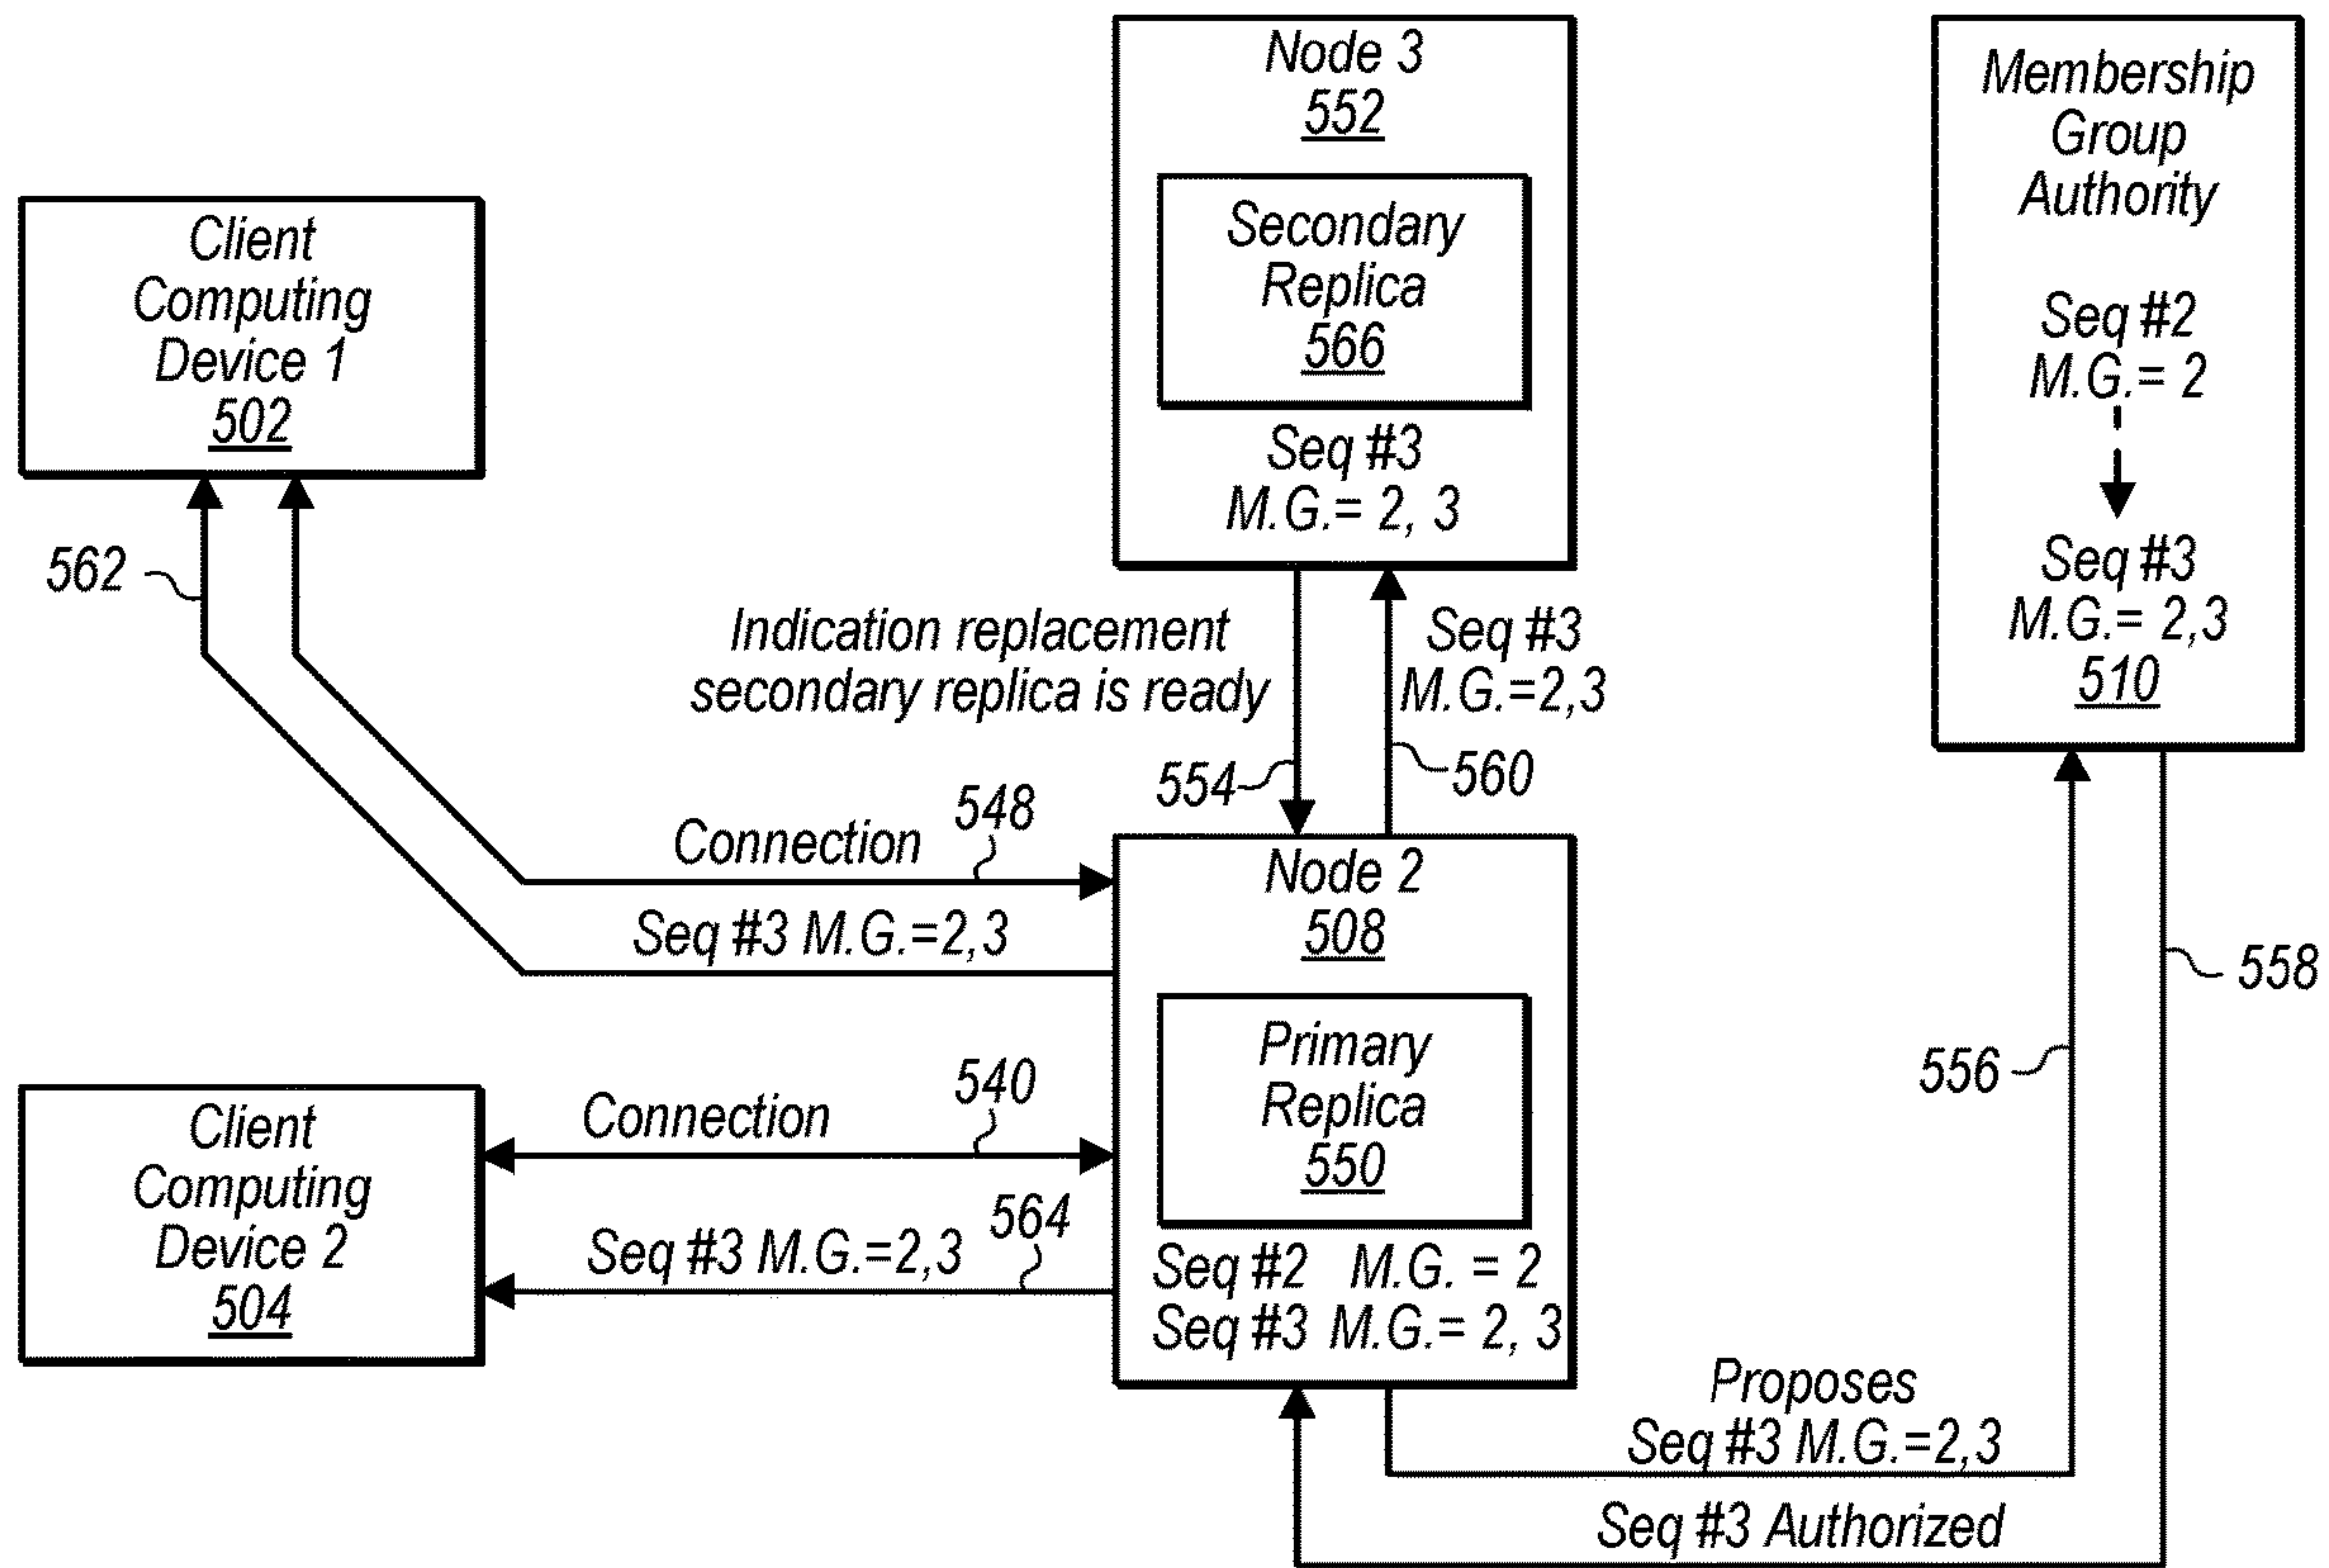 Node 3
552
Secondary
Replica
566
Seq #3
M.G.= 2, 3
Membership
Group
Authority
Seq #2
M.G.= 2
Seq #3
M.G.= 2,3
510
Client
Computing
Device 1
502
562
Indication replacement
secondary replica is ready
554
Seq #3
M.G.=2,3
560
Connection
548
Seq #3 M.G.=2,3
Node 2
508
Primary
Replica
550
Seq #2 M.G. = 2
Seq #3 M.G.= 2, 3
Client
Computing
Device 2
504
Connection
540
Seq #3 M.G.=2,3
564
556
558
Proposes
Seq #3 M.G.=2,3
Seq #3 Authorized